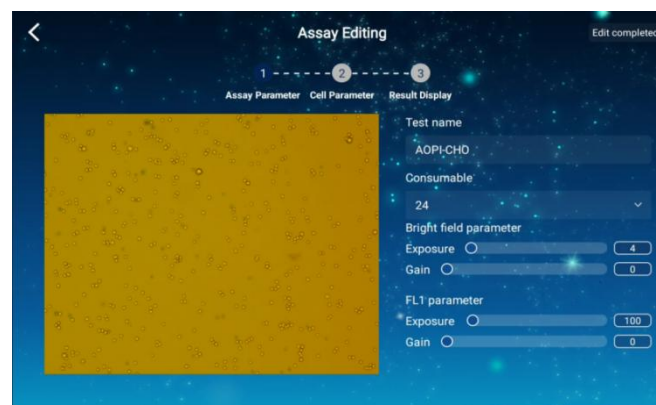 Assay Editing
Edit completed
1 2 3
Assay Parameter Cell Parameter Result Display
Test name
AOPI-CHO
Consumable
24
Bright field parameter
Exposure 4
Gain 0
FL1 parameter
Exposure 100
Gain 0